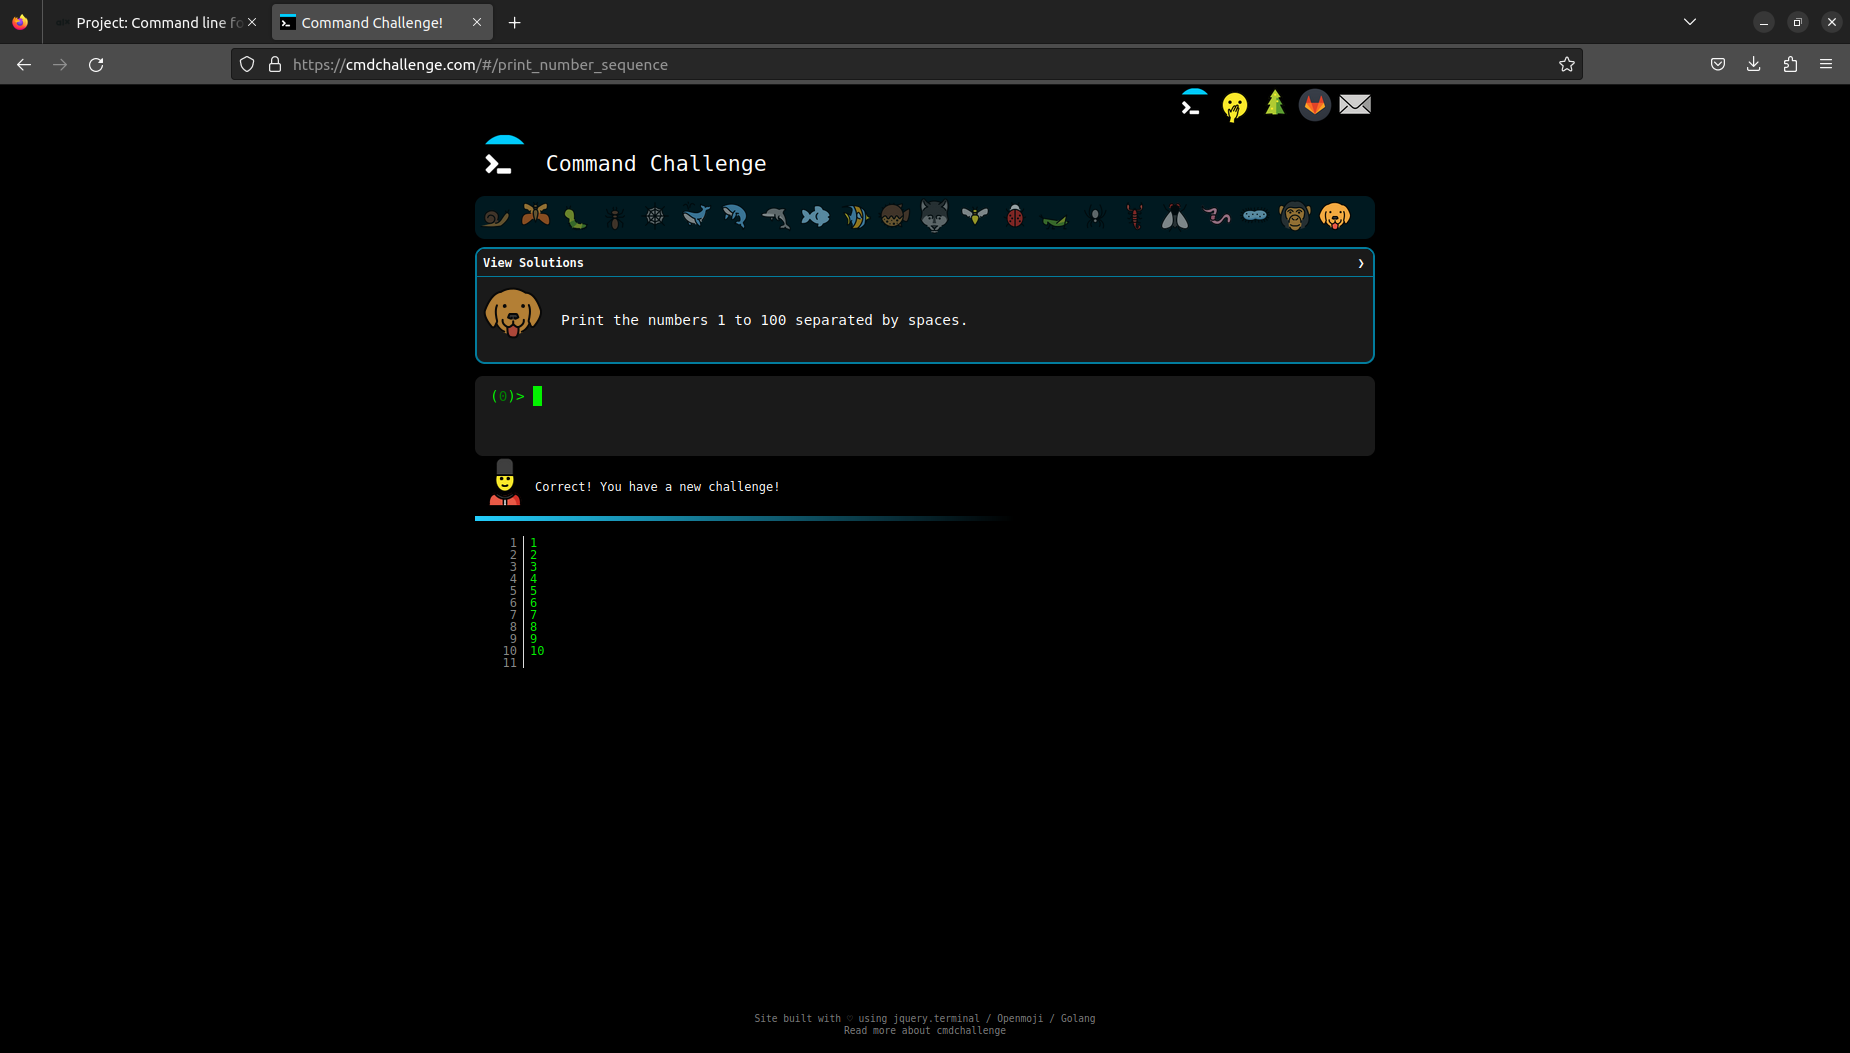 Project: Command line fo
Command Challenge!
https://cmdchallenge.com/#/print_number_sequence
Command Challenge
View Solutions
Print the numbers 1 to 100 separated by spaces.
(0)>
Correct! You have a new challenge!
1 1
2 2
3 3
4 4
5 5
6 6
7 7
8 8
9 9
10 10
11
Site built with ♡ using jquery.terminal / Openmoji / Golang
Read more about cmdchallenge